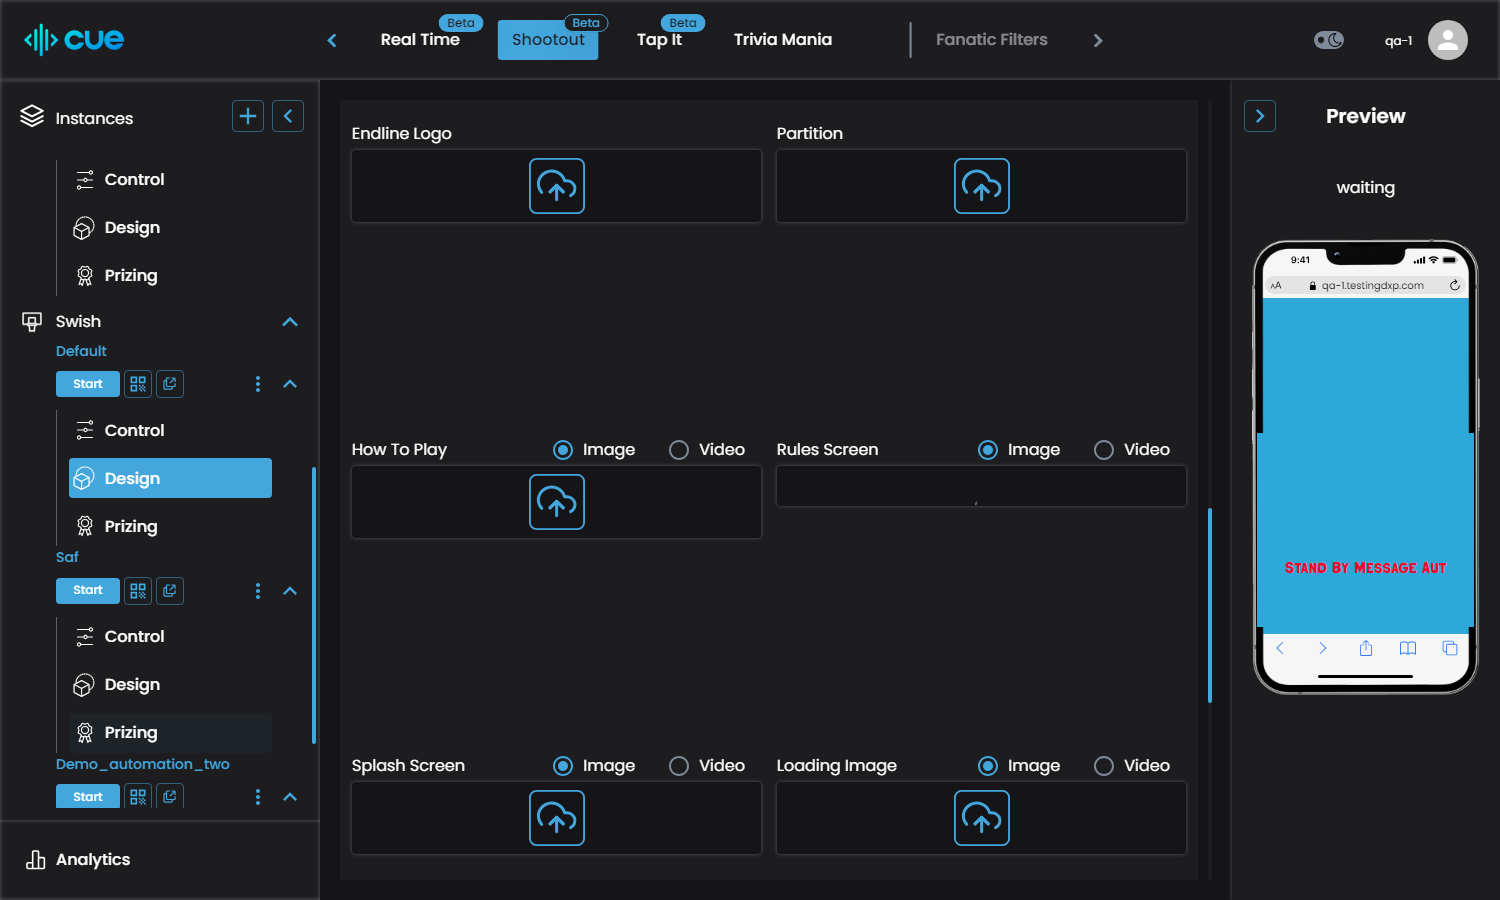 cue
Real Time
Beta
Shootout
Beta
Tap It
Beta
Trivia Mania
Fanatic Filters
qa-1
Instances
Control
Design
Prizing
Swish
Default
Start
Control
Design
Prizing
Saf
Start
Control
Design
Prizing
Demo_automation_two
Start
Analytics
Endline Logo
Partition
How To Play
Image
Video
Rules Screen
Image
Video
Splash Screen
Image
Video
Loading Image
Image
Video
Preview
waiting
9:41
AA
qa-1.testingdxp.com
Stand By Message Aut